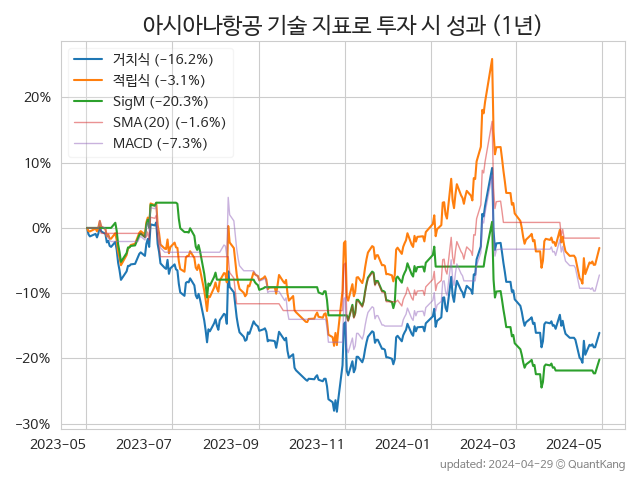 아시아나항공 기술 지표로 투자 시 성과 (1년)
거치식 (−16.2%)
적립식 (−3.1%)
SigM (−20.3%)
SMA(20) (−1.6%)
MACD (−7.3%)
20%
10%
0%
−10%
−20%
−30%
2023−05 2023−07 2023−09 2023−11 2024−01 2024−03 2024−05
updated: 2024−04−29 © QuantKang